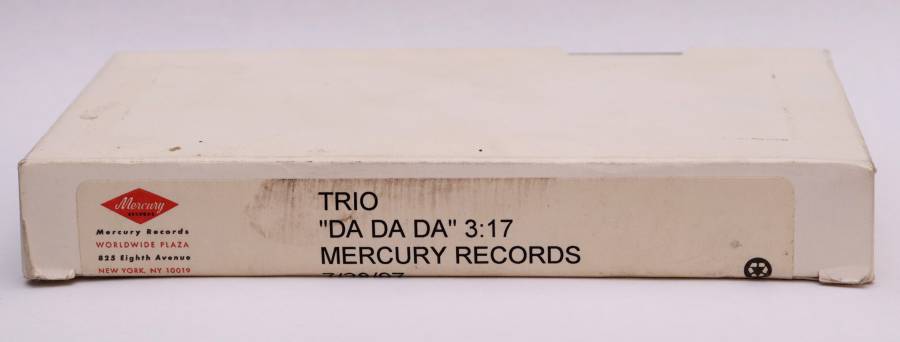 Mercury
RECORDS
Mercury Records
WORLDWIDE PLAZA
825 Eighth Avenue
NEW YORK, NY 10019
TRIO
"DA DA DA" 3:17
MERCURY RECORDS